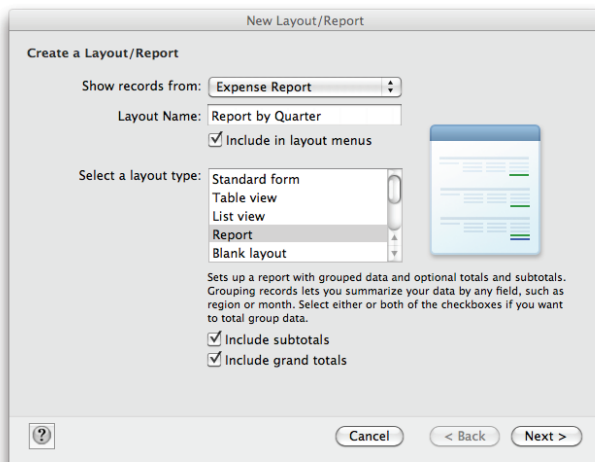 New Layout/Report
Create a Layout/Report
Show records from: Expense Report
Layout Name: Report by Quarter
Include in layout menus
Select a layout type: Standard form
Table view
List view
Report
Blank layout
Sets up a report with grouped data and optional totals and subtotals.
Grouping records lets you summarize your data by any field, such as
region or month. Select either or both of the checkboxes if you want
to total group data.
Include subtotals
Include grand totals
? Cancel < Back Next >